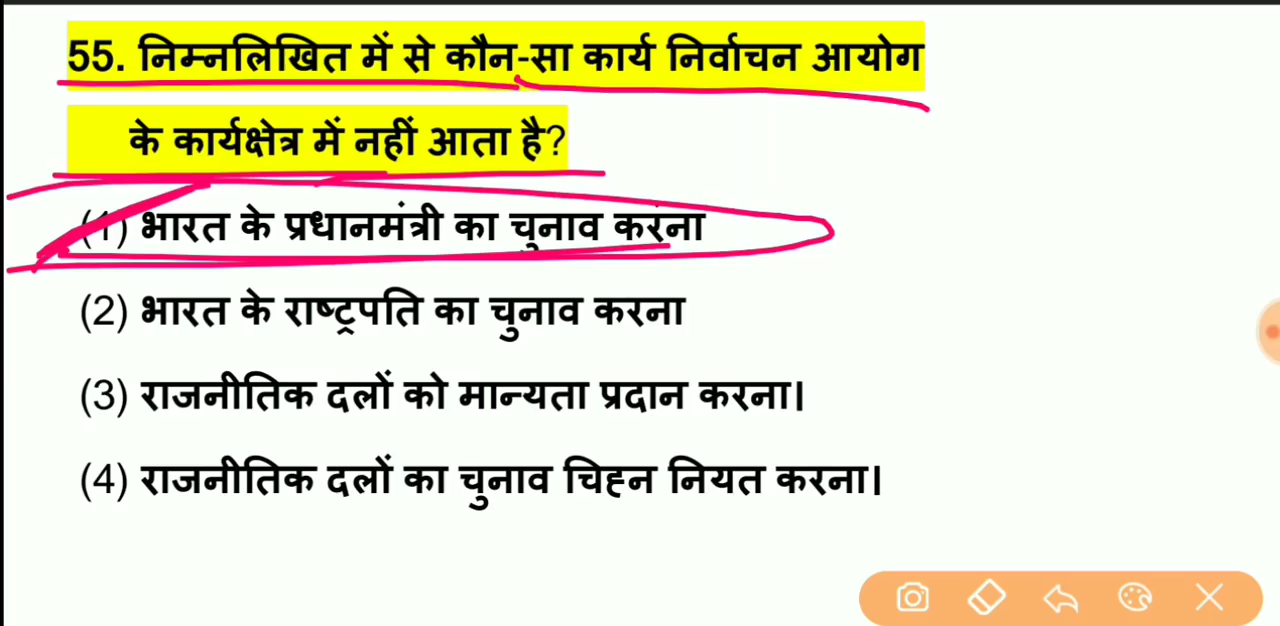 55. निम्नलिखित में से कौन-सा कार्य निर्वाचन आयोग
के कार्यक्षेत्र में नहीं आता है?
(1) भारत के प्रधानमंत्री का चुनाव करना
(2) भारत के राष्ट्रपति का चुनाव करना
(3) राजनीतिक दलों को मान्यता प्रदान करना।
(4) राजनीतिक दलों का चुनाव चिह्न नियत करना।